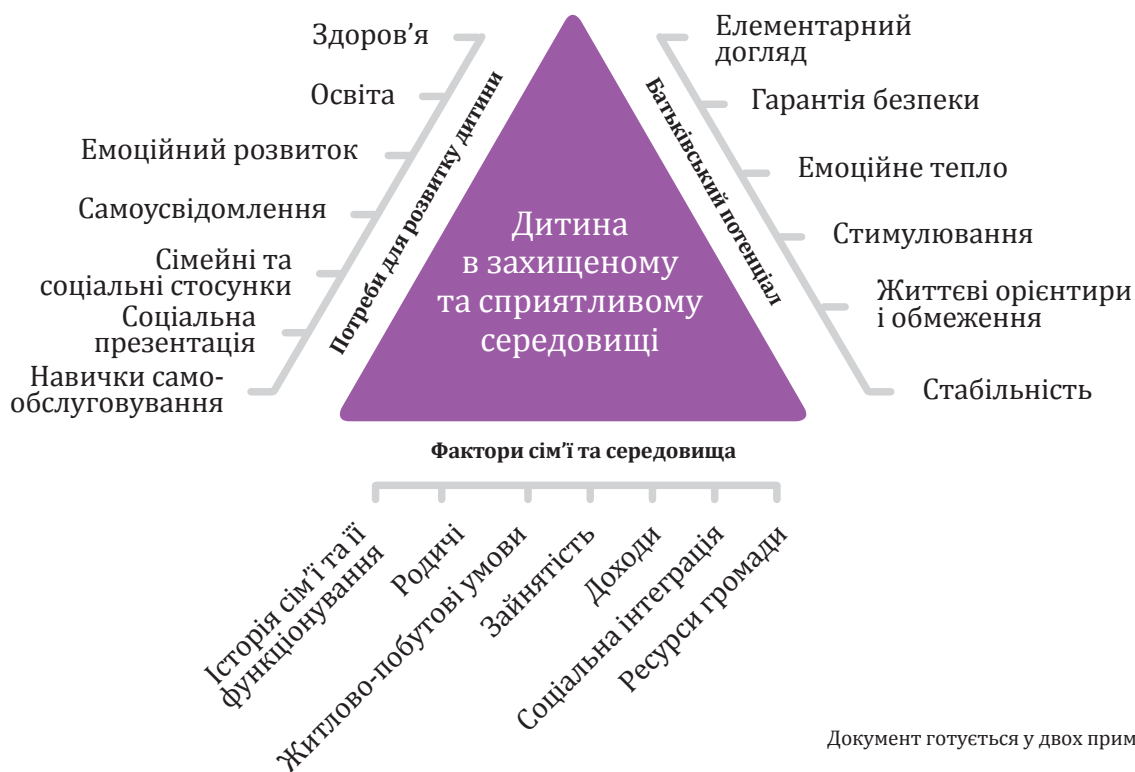 Здоров’я
Освіта
Емоційний розвиток
Самоусвідомлення
Сімейні та
соціальні стосунки
Соціальна
презентація
Навички само-
обслуговування
Потреби для розвитку дитини
Дитина
в захищеному
та сприятливому
середовищі
Батьківський потенціал
Елементарний
догляд
Гарантія безпеки
Емоційне тепло
Стимулювання
Життєві орієнтири
і обмеження
Стабільність
Фактори сім’ї та середовища
Історія сім’ї та її
функціонування
Родичі
Житлово-побутові умови
Зайнятість
Доходи
Соціальна інтеграція
Ресурси громади
Документ готується у двох прим